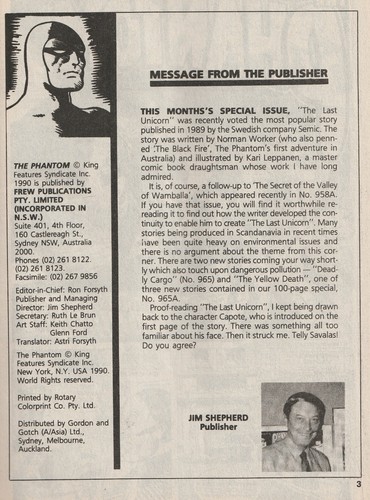 THE PHANTOM © King
Features Syndicate Inc.
1990 is published by
FREW PUBLICATIONS
PTY. LIMITED
(INCORPORATED IN
N.S.W.)
Suite 401, 4th Floor,
160 Castlereagh St.,
Sydney NSW, Australia
2000.
Phones (02) 261 8122.
(02) 261 8123.
Facsimile: (02) 267 9856
Editor-in-Chief: Ron Forsyth
Publisher and Managing
Director: Jim Shepherd
Secretary: Ruth Le Brun
Art Staff: Keith Chatto
Glenn Ford
Translator: Astri Forsyth
The Phantom © King
Features Syndicate Inc.
New York, N.Y. USA 1990.
World Rights reserved.
Printed by Rotary
Colorprint Co. Pty. Ltd.
Distributed by Gordon and
Gotch (A/Asia) Ltd.,
Sydney, Melbourne,
Auckland.
MESSAGE FROM THE PUBLISHER
THIS MONTHS'S SPECIAL ISSUE, "The Last
Unicorn" was recently voted the most popular story
published in 1989 by the Swedish company Semic. The
story was written by Norman Worker (who also pen-
ned 'The Black Fire', The Phantom's first adventure in
Australia) and illustrated by Kari Leppanen, a master
comic book draughtsman whose work I have long
admired.
It is, of course, a follow-up to 'The Secret of the Valley
of Wamballa', which appeared recently in No. 958A.
If you have that issue, you will find it worthwhile re-
reading it to find out how the writer developed the con-
tinuity to enable him to create "The Last Unicorn". Many
stories being produced in Scandanavia in recent times
have been quite heavy on environmental issues and
there is no argument about the theme from this cor-
ner. There are two new stories coming your way short-
ly which also touch upon dangerous pollution — "Dead-
ly Cargo" (No. 965) and "The Yellow Death", one of
three new stories contained in our 100-page special,
No. 965A.
Proof-reading "The Last Unicorn", I kept being drawn
back to the character Capote, who is introduced on the
first page of the story. There was something all too
familiar about his face. Then it struck me. Telly Savalas!
Do you agree?
JIM SHEPHERD
Publisher
3